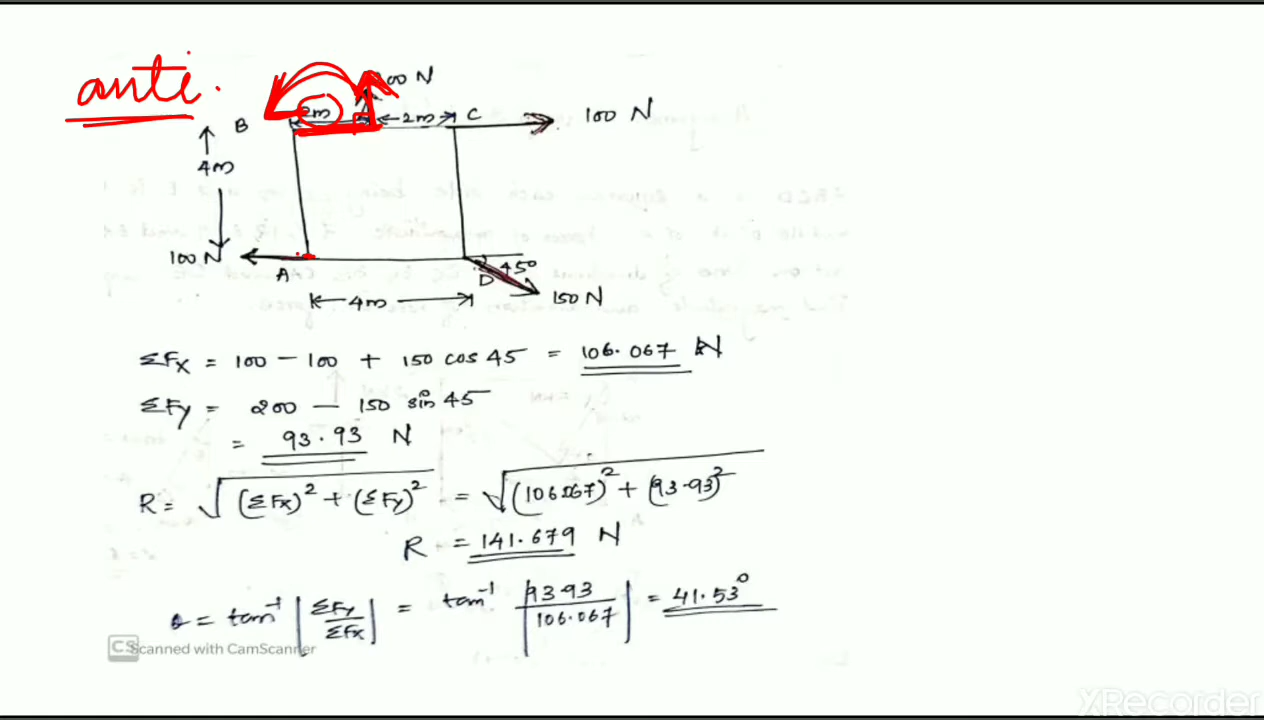 anti.
00 N
2m
2m
C
100 N
B
4m
100 N
A
45°
D
150 N
4m
ΣFx = 100 - 100 + 150 cos 45 = 106.067 N
ΣFy = 200 - 150 sin 45
= 93.93 N
R = √(ΣFx)² + (ΣFy)² = √(106.067)² + (93.93)²
R = 141.679 N
θ = tan⁻¹ |ΣFy/ΣFx| = tan⁻¹ |93.93/106.067| = 41.53°
CS Scanned with CamScanner
XRecorder